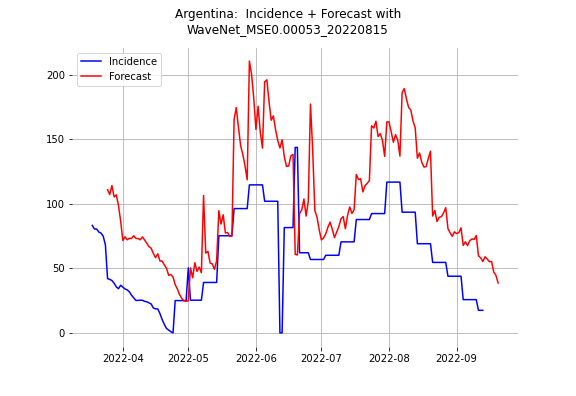 Argentina:  Incidence + Forecast with
WaveNet_MSE0.00053_20220815
Incidence
Forecast
200
150
100
50
0
2022-04
2022-05
2022-06
2022-07
2022-08
2022-09